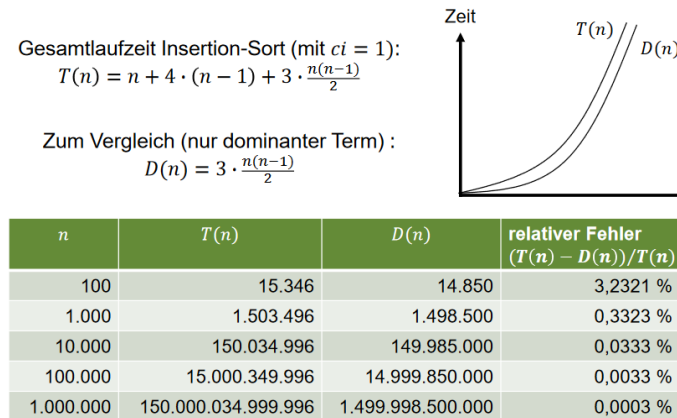 Zeit
Gesamtlaufzeit Insertion-Sort (mit ci = 1):
T(n) = n + 4 · (n − 1) + 3 · n(n−1)/2
T(n)
D(n)
Zum Vergleich (nur dominanter Term) :
D(n) = 3 · n(n−1)/2
n T(n) D(n) relativer Fehler
(T(n) − D(n))/T(n)
100 15.346 14.850 3,2321 %
1.000 1.503.496 1.498.500 0,3323 %
10.000 150.034.996 149.985.000 0,0333 %
100.000 15.000.349.996 14.999.850.000 0,0033 %
1.000.000 150.000.034.999.996 1.499.998.500.000 0,0003 %